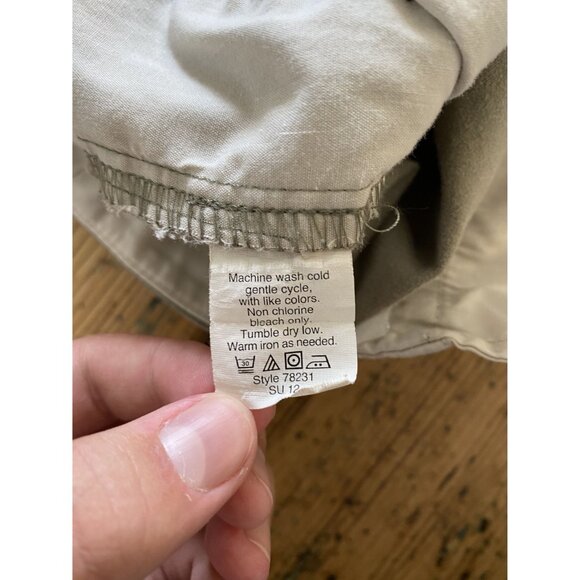 Machine wash cold
gentle cycle,
with like colors.
Non chlorine
bleach only.
Tumble dry low.
Warm iron as needed.
30
Style 78231
SU 12